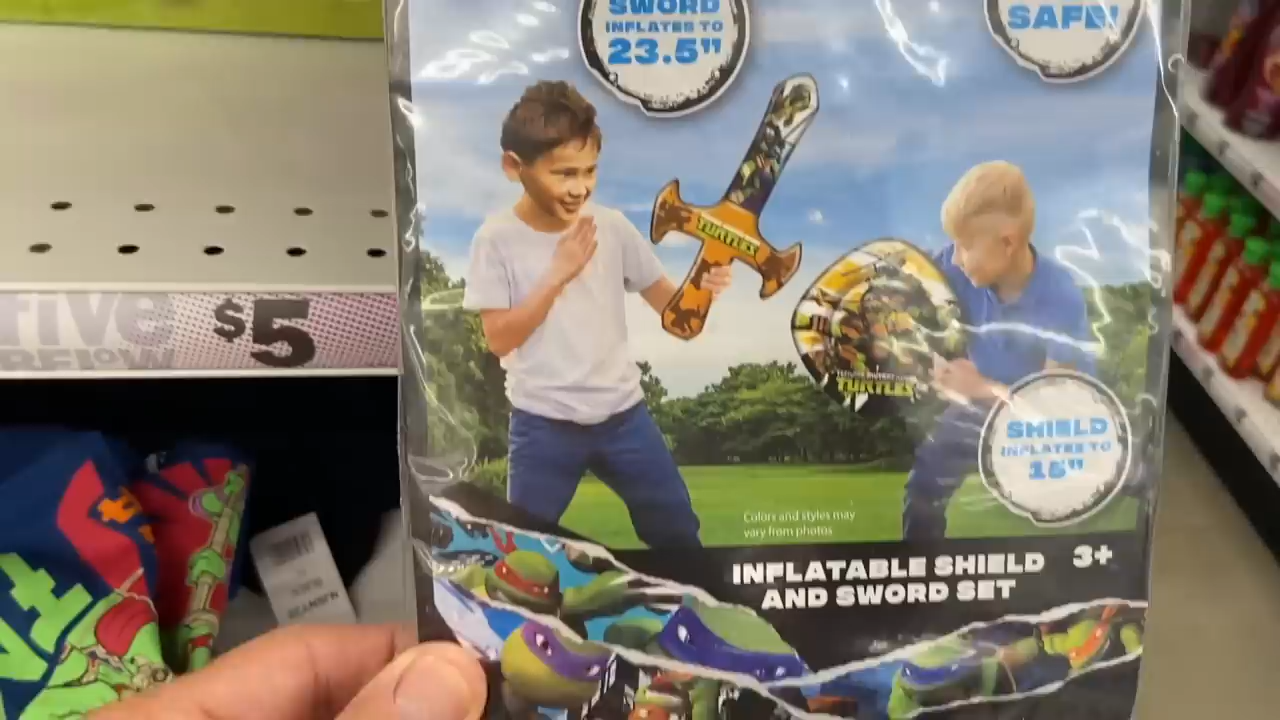 SWORD
INFLATES TO
23.5"
SAFE!
TURTLES
five
BELOW
$5
TURTLES
SHIELD
INFLATES TO
15"
Colors and styles may
vary from photos
INFLATABLE SHIELD
AND SWORD SET
3+